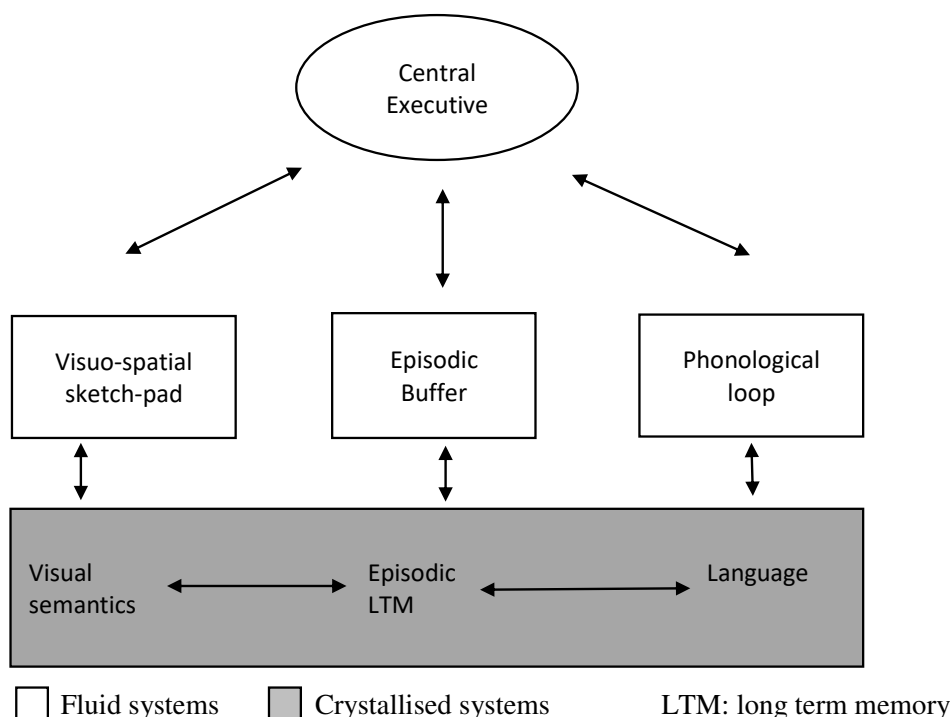 Central
Executive
Visuo-spatial
sketch-pad
Episodic
Buffer
Phonological
loop
Visual
semantics
Episodic
LTM
Language
Fluid systems
Crystallised systems
LTM: long term memory